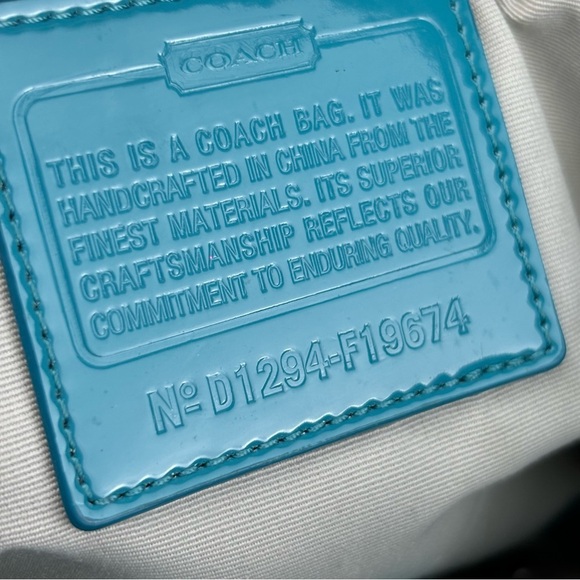 COACH
THIS IS A COACH BAG. IT WAS
HANDCRAFTED IN CHINA FROM THE
FINEST MATERIALS. ITS SUPERIOR
CRAFTSMANSHIP REFLECTS OUR
COMMITMENT TO ENDURING QUALITY.
Nº D1294-F19674